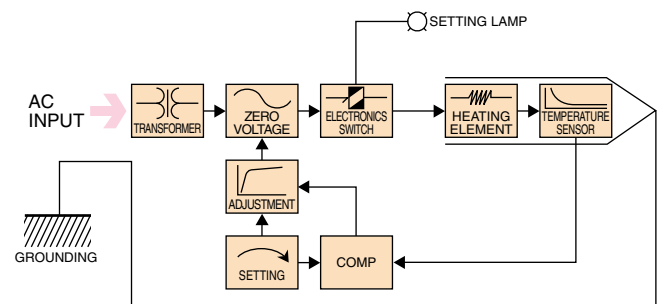 SETTING LAMP
AC
INPUT
TRANSFORMER
ZERO
VOLTAGE
ELECTRONICS
SWITCH
HEATING
ELEMENT
TEMPERATURE
SENSOR
ADJUSTMENT
GROUNDING
SETTING
COMP